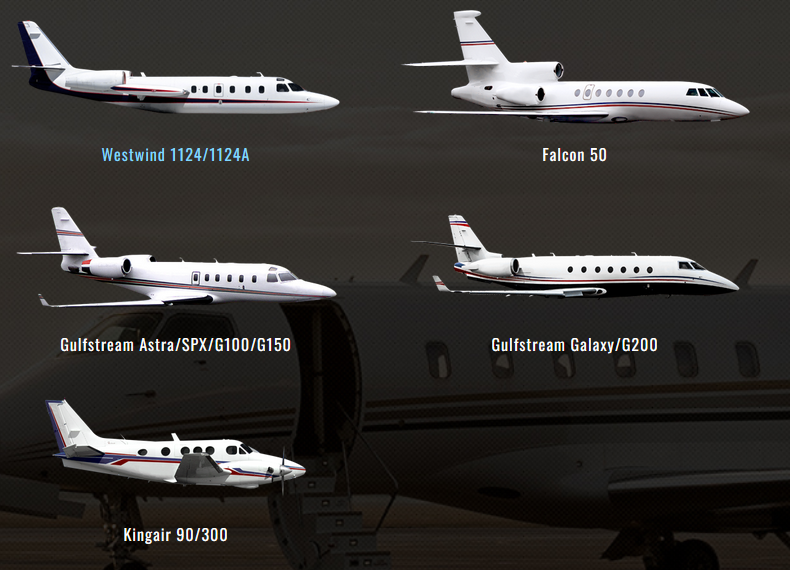 Westwind 1124/1124A
Falcon 50
Gulfstream Astra/SPX/G100/G150
Gulfstream Galaxy/G200
Kingair 90/300